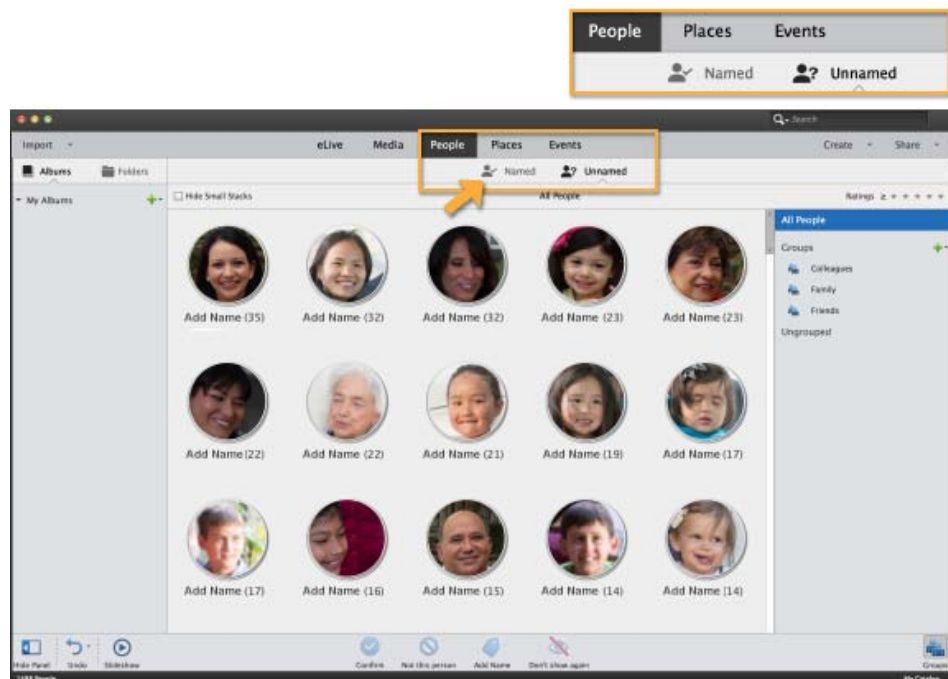 People Places Events
Named Unnamed
Search
Import eLive Media People Places Events Create Share
Albums Folders Named Unnamed
My Albums Hide Small Stacks All People Ratings
All People
Groups
Colleagues
Family
Friends
Ungrouped
Add Name (35) Add Name (32) Add Name (32) Add Name (23) Add Name (23)
Add Name (22) Add Name (22) Add Name (21) Add Name (19) Add Name (17)
Add Name (17) Add Name (16) Add Name (15) Add Name (14) Add Name (14)
Hide Panel Undo Slideshow Confirm Not this person Add Name Don't show again Groups
My Catalog